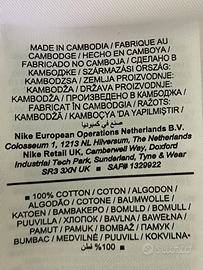 MADE IN CAMBODIA / FABRIQUE AU
CAMBODGE / HECHO EN CAMBOYA /
FABRICADO NO CAMBOJA / СДЕЛАНО В
КАМБОДЖЕ / SZÁRMAZÁSI ORSZÁG:
KAMBODZSA / ZEMLJA PROIZVODNJE:
KAMBODŽA / DRŽAVA PROIZVODNJE:
KAMBODŽA / ПРОИЗВЕДЕНО В КАМБОДЖА /
FABRICAT ÎN CAMBODGIA / RAŽOTS:
KAMBODŽĀ / ҚАМБОДЖАДА ӨНДІРІЛГЕН /
صنع في كمبوديا
Nike European Operations Netherlands B.V.
Colosseum 1, 1213 NL Hilversum, The Netherlands
Nike Retail UK, Camberwell Way, Doxford
Industrial Tech Park, Sunderland, Tyne & Wear
SR3 3XN UK • SAF# 1329922
100% COTTON / COTON / ALGODON /
ALGODÃO / COTONE / BAUMWOLLE /
KATOEN / BAMBAKEPO / BOMULD / BOMULL /
PUUVILLA / ХЛОПОК / BAVLNA / BAWEŁNA /
PAMUT / PAMUK / BOMBAŽ / ПАМУК /
BUMBAC / MEDVILNĖ / PUUVILL / KOKVILNA •
%100 قطن